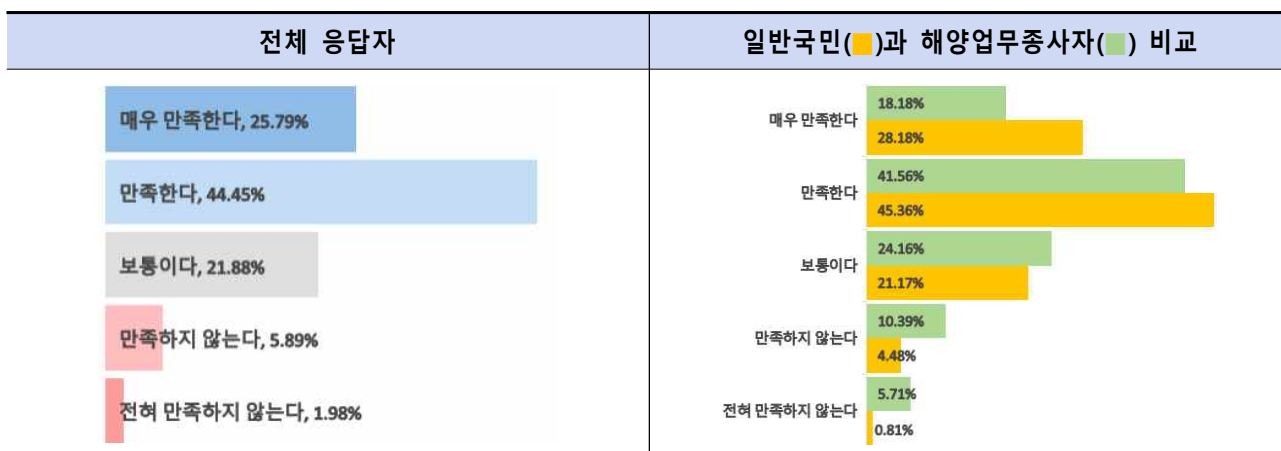 전체 응답자
일반국민( )과 해양업무종사자( ) 비교
매우 만족한다, 25.79%
만족한다, 44.45%
보통이다, 21.88%
만족하지 않는다, 5.89%
전혀 만족하지 않는다, 1.98%
매우 만족한다
18.18%
28.18%
만족한다
41.56%
45.36%
보통이다
24.16%
21.17%
만족하지 않는다
10.39%
4.48%
전혀 만족하지 않는다
5.71%
0.81%